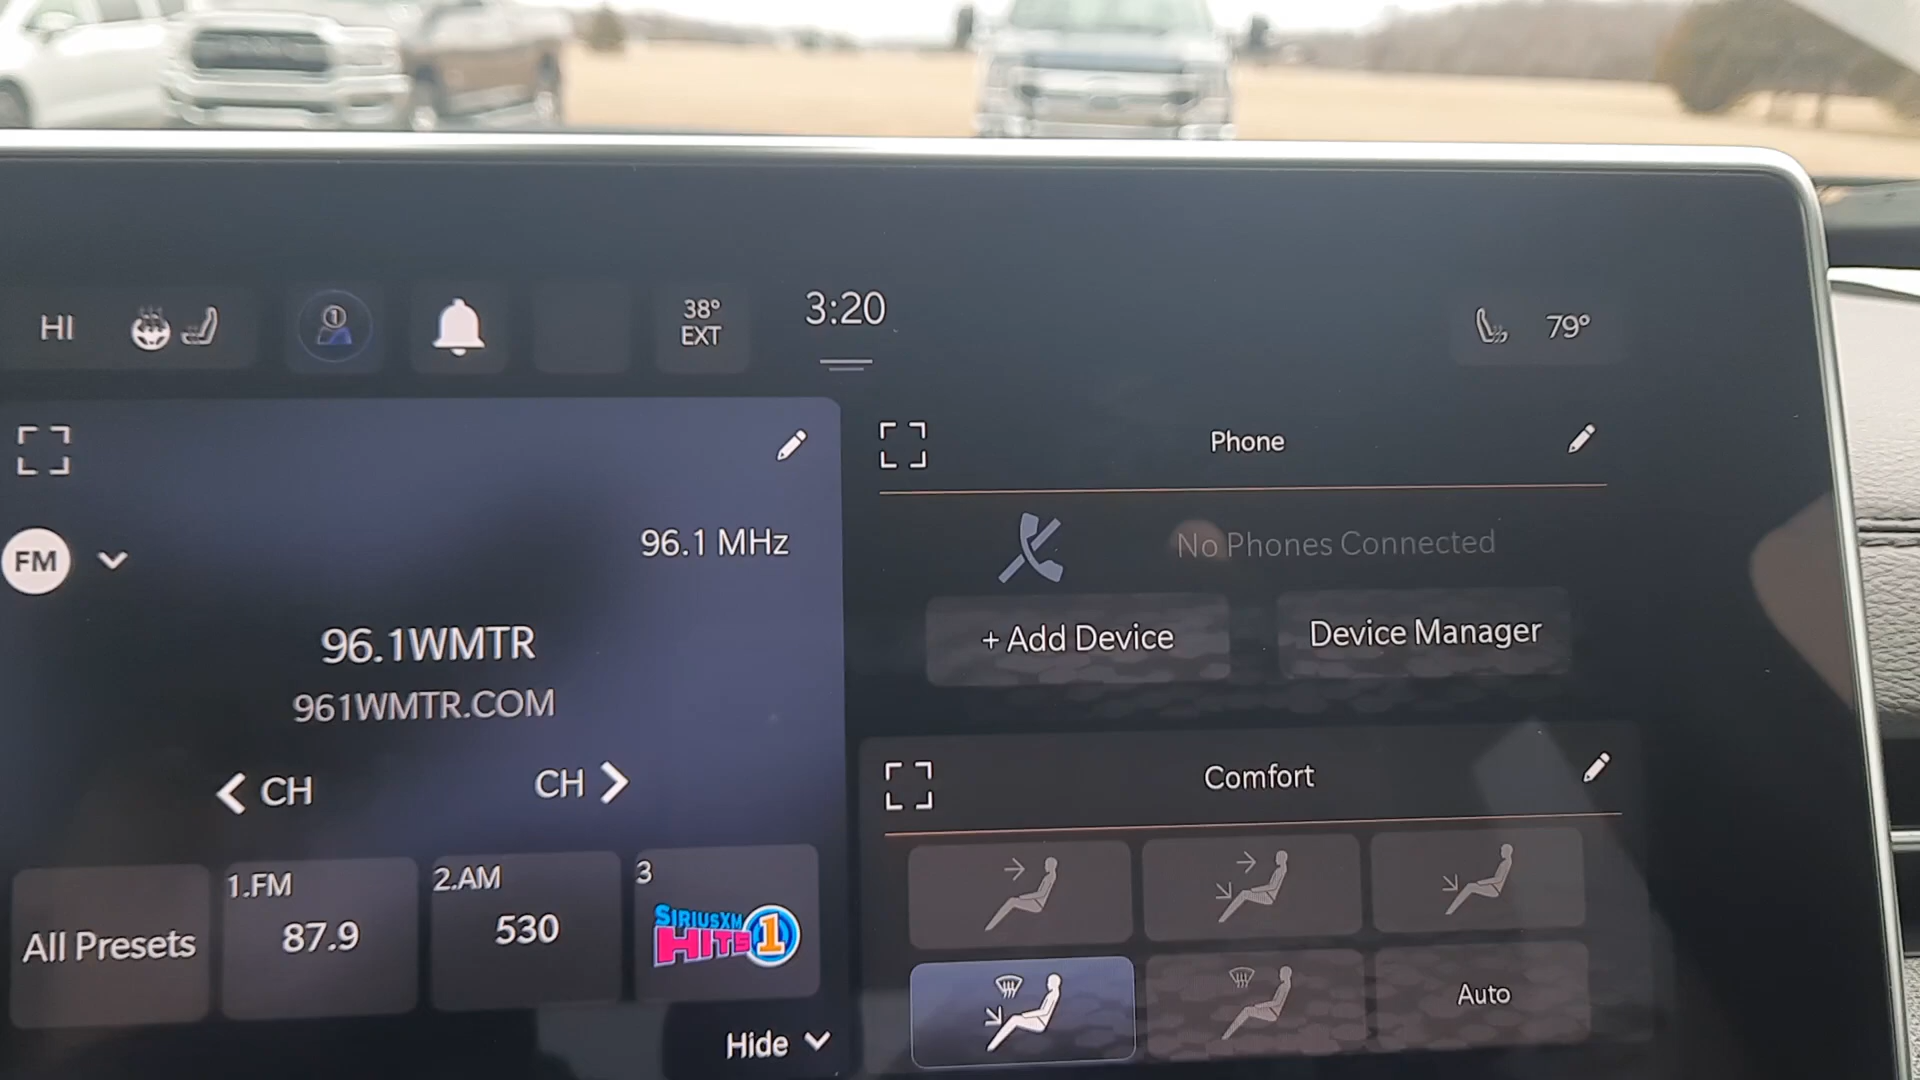 HI
1
38°
EXT
3:20
79°
FM
96.1 MHz
96.1WMTR
961WMTR.COM
CH
CH
All Presets
1.FM
87.9
2.AM
530
3
SIRIUSXM
HITS 1
Hide
Phone
No Phones Connected
+ Add Device
Device Manager
Comfort
Auto